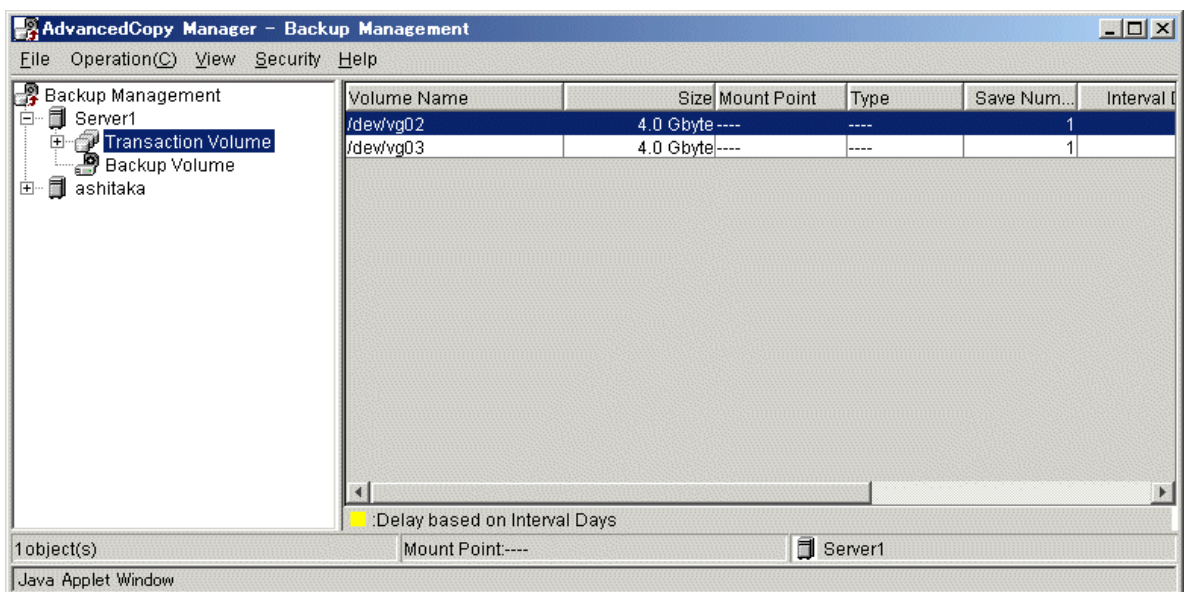 AdvancedCopy Manager - Backup Management
File Operation(C) View Security Help
Backup Management
Server1
Transaction Volume
Backup Volume
ashitaka
Volume Name Size Mount Point Type Save Num... Interval D
/dev/vg02 4.0 Gbyte ---- ---- 1
/dev/vg03 4.0 Gbyte ---- ---- 1
:Delay based on Interval Days
1object(s) Mount Point:---- Server1
Java Applet Window